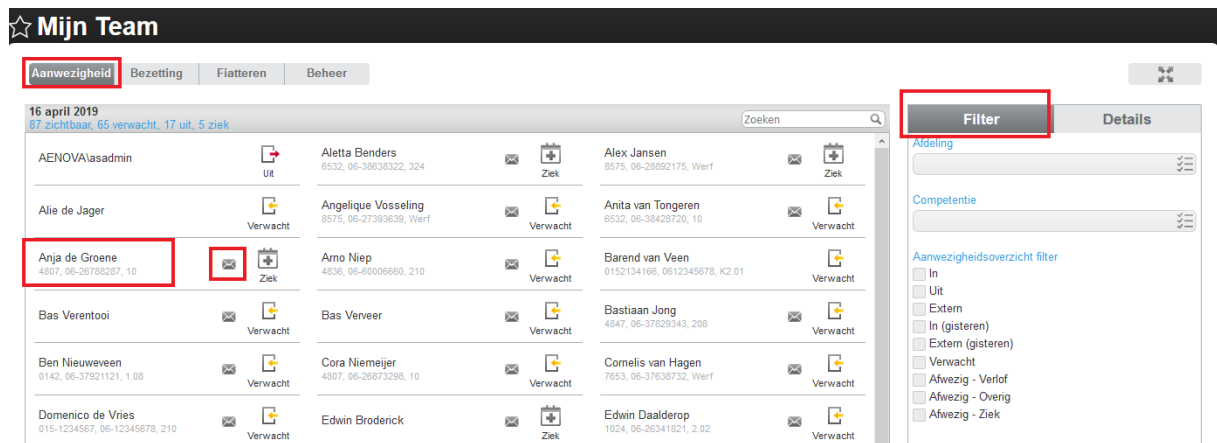 Mijn Team
Aanwezigheid Bezetting Fiatteren Beheer
16 april 2019
87 zichtbaar, 65 verwacht, 17 uit, 5 ziek
Zoeken
AENOVA\asadmin
Uit
Aletta Benders
6532, 06-38638322, 324
Ziek
Alex Jansen
8575, 06-28892175, Werf
Ziek
Alie de Jager
Verwacht
Angelique Vosseling
8575, 06-27393639, Werf
Verwacht
Anita van Tongeren
6532, 06-38428720, 10
Verwacht
Anja de Groene
4807, 06-26788287, 10
Ziek
Arno Niep
4836, 06-60006660, 210
Verwacht
Barend van Veen
0152134166, 0612345678, K2.01
Verwacht
Bas Verentooi
Verwacht
Bas Verveer
Verwacht
Bastiaan Jong
4847, 06-37829343, 208
Verwacht
Ben Nieuweveen
0142, 06-37921121, 1.08
Verwacht
Cora Niemeijer
4807, 06-26873298, 10
Verwacht
Cornelis van Hagen
7653, 06-37638732, Werf
Verwacht
Domenico de Vries
015-1234567, 06-12345678, 210
Verwacht
Edwin Broderick
Ziek
Edwin Daalderop
1024, 06-26341821, 2.02
Verwacht
Filter Details
Afdeling
Competentie
Aanwezigheidsoverzicht filter
In
Uit
Extern
In (gisteren)
Extern (gisteren)
Verwacht
Afwezig - Verlof
Afwezig - Overig
Afwezig - Ziek